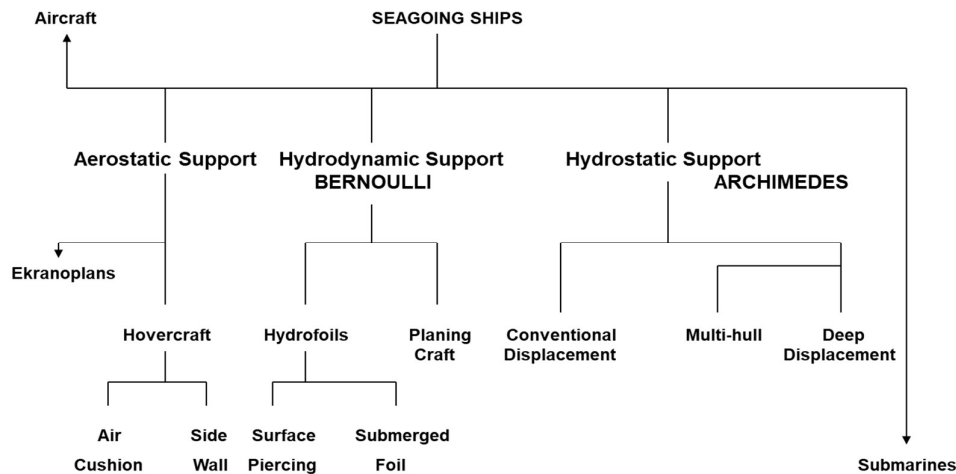 Aircraft
SEAGOING SHIPS
Aerostatic Support
Hydrodynamic Support
BERNOULLI
Hydrostatic Support
ARCHIMEDES
Ekranoplans
Hovercraft
Hydrofoils
Planing
Craft
Conventional
Displacement
Multi-hull
Deep
Displacement
Air
Cushion
Side
Wall
Surface
Piercing
Submerged
Foil
Submarines